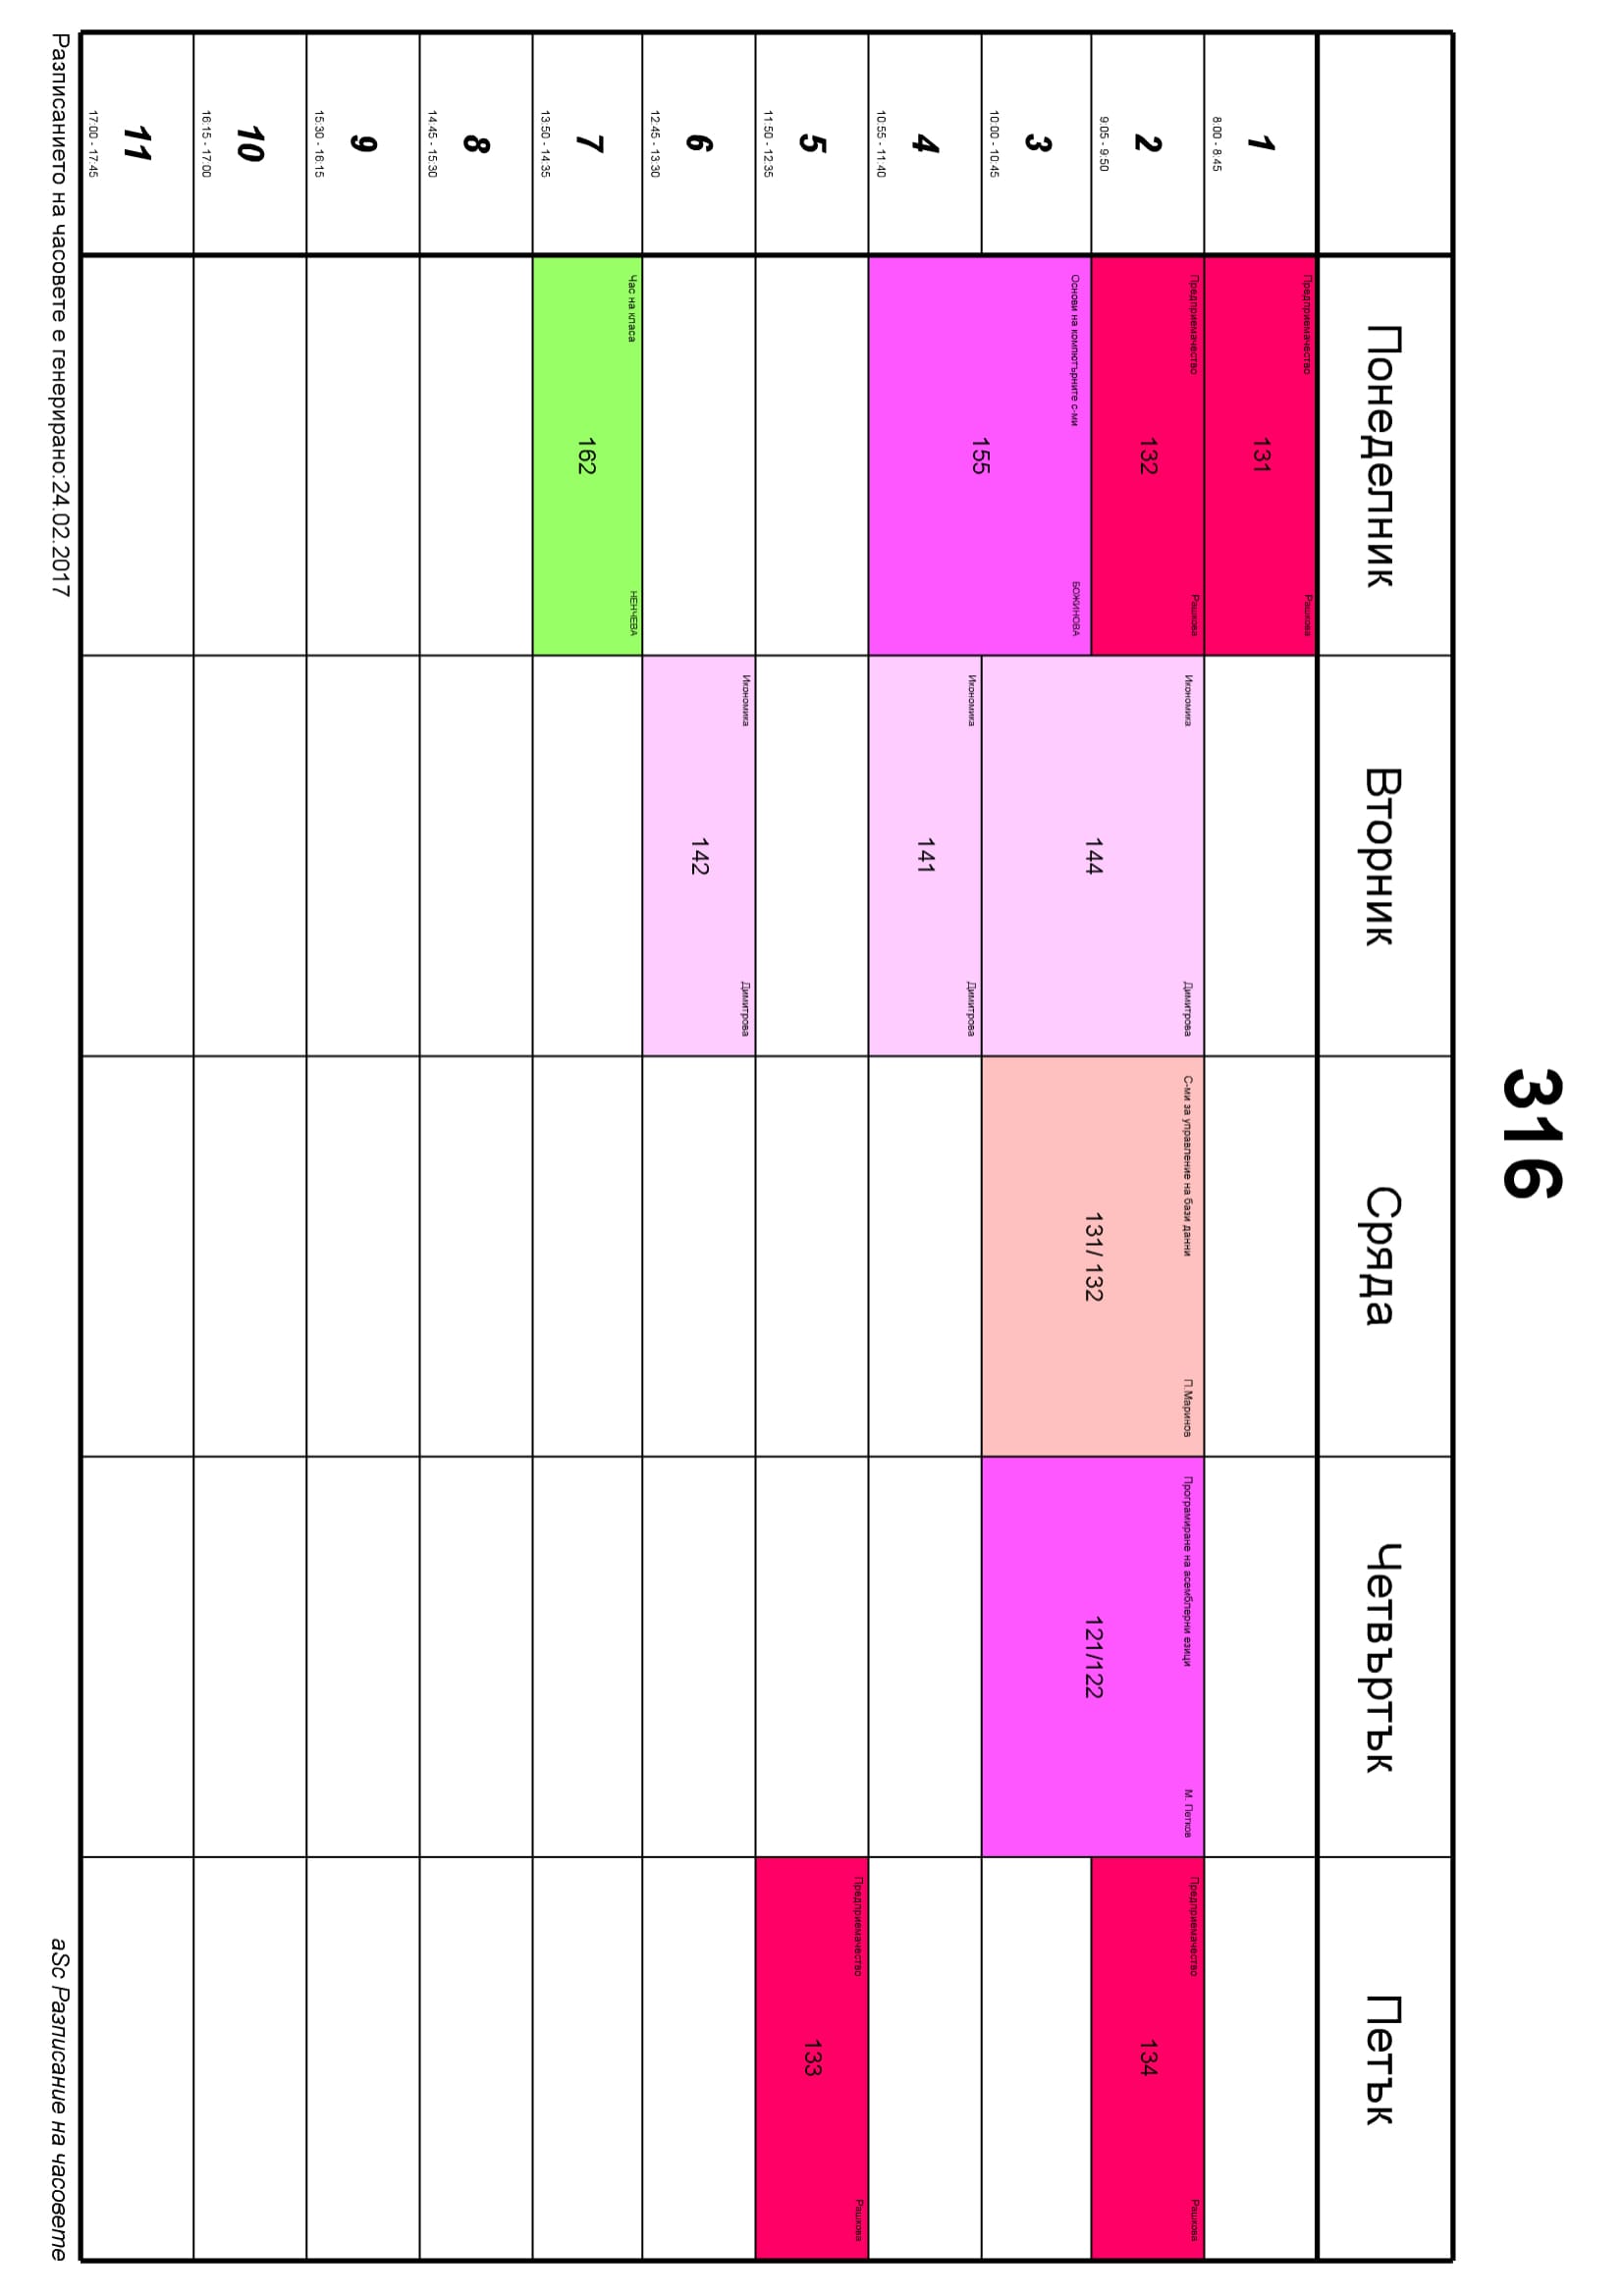 316
Понеделник
Вторник
Сряда
Четвъртък
Петък
1
8:00 - 8:45
Предприемачество
131
Рашкова
2
9:05 - 9:50
Предприемачество
132
Рашкова
Икономика
144
Димитрова
С-ми за управление на бази данни
131/ 132
П.Маринов
Програмиране на асемблерни езици
121/122
М. Петков
Предприемачество
134
Рашкова
3
10:00 - 10:45
Основи на компютърните с-ми
155
БОЖИНОВА
4
10:55 - 11:40
Икономика
141
Димитрова
5
11:50 - 12:35
Предприемачество
133
Рашкова
6
12:45 - 13:30
Икономика
142
Димитрова
7
13:50 - 14:35
Час на класа
162
НЕНЧЕВА
8
14:45 - 15:30
9
15:30 - 16:15
10
16:15 - 17:00
11
17:00 - 17:45
Разписанието на часовете е генерирано:24.02.2017
aSc Разписание на часовете